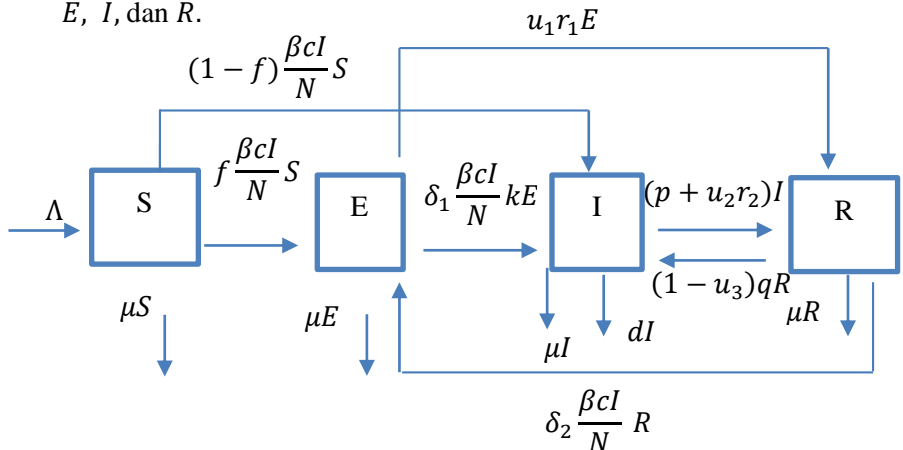 E, I, dan R.
u₁r₁E
(1 − f) βcI/N S
f βcI/N S
S
E
δ₁ βcI/N kE
I
(p + u₂r₂)I
R
Λ
(1 − u₃)qR
μS
μE
μI
dI
μR
δ₂ βcI/N R